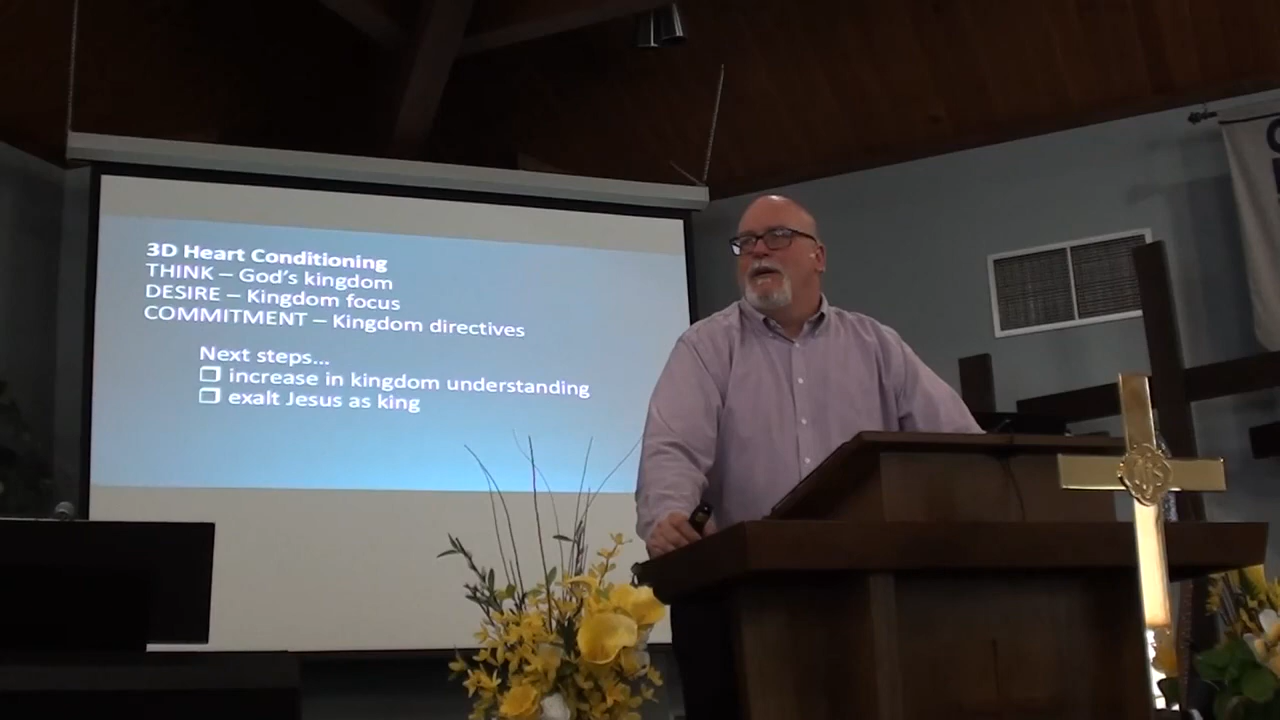 3D Heart Conditioning
THINK – God's kingdom
DESIRE – Kingdom focus
COMMITMENT – Kingdom directives
Next steps...
❐ increase in kingdom understanding
❐ exalt Jesus as king